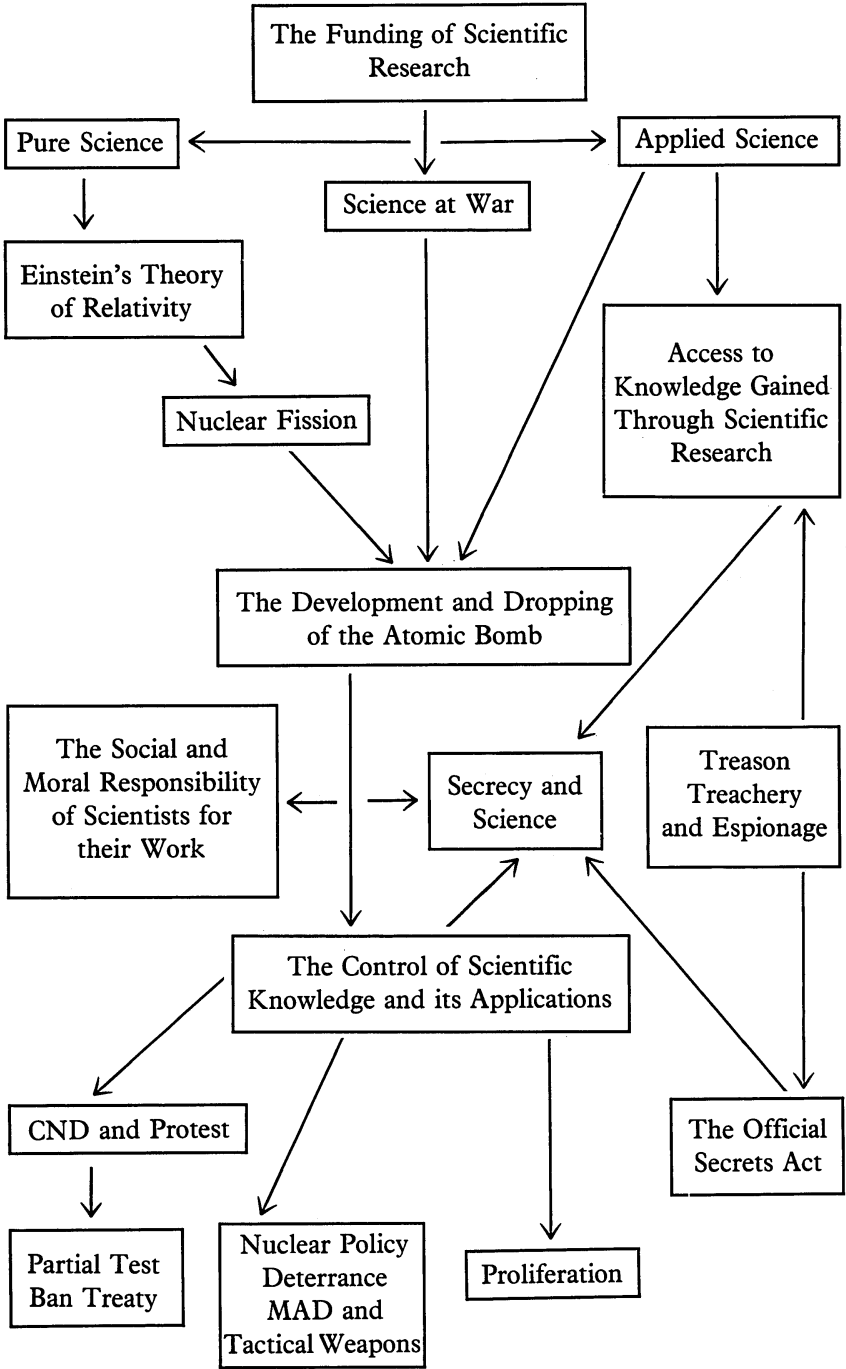 The Funding of Scientific
Research
Pure Science
Applied Science
Science at War
Einstein's Theory
of Relativity
Access to
Knowledge Gained
Through Scientific
Research
Nuclear Fission
The Development and Dropping
of the Atomic Bomb
The Social and
Moral Responsibility
of Scientists for
their Work
Secrecy and
Science
Treason
Treachery
and Espionage
The Control of Scientific
Knowledge and its Applications
CND and Protest
The Official
Secrets Act
Partial Test
Ban Treaty
Nuclear Policy
Deterrance
MAD and
Tactical Weapons
Proliferation